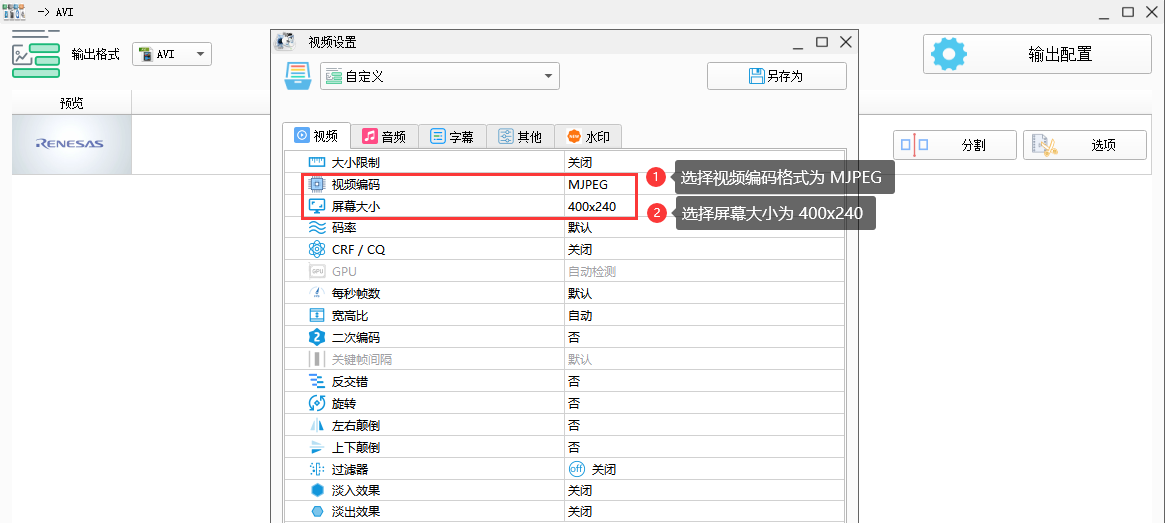 -> AVI
输出格式
AVI
输出配置
预览
RENESAS
分割
选项
视频设置
自定义
另存为
视频
音频
字幕
其他
NEW
水印
大小限制 关闭
视频编码 MJPEG
屏幕大小 400x240
码率 默认
CRF / CQ 关闭
GPU GPU 自动检测
每秒帧数 默认
宽高比 自动
2 二次编码 否
关键帧间隔 默认
反交错 否
旋转 否
左右颠倒 否
上下颠倒 否
过滤器 off 关闭
淡入效果 关闭
淡出效果 关闭
1 选择视频编码格式为 MJPEG
2 选择屏幕大小为 400x240